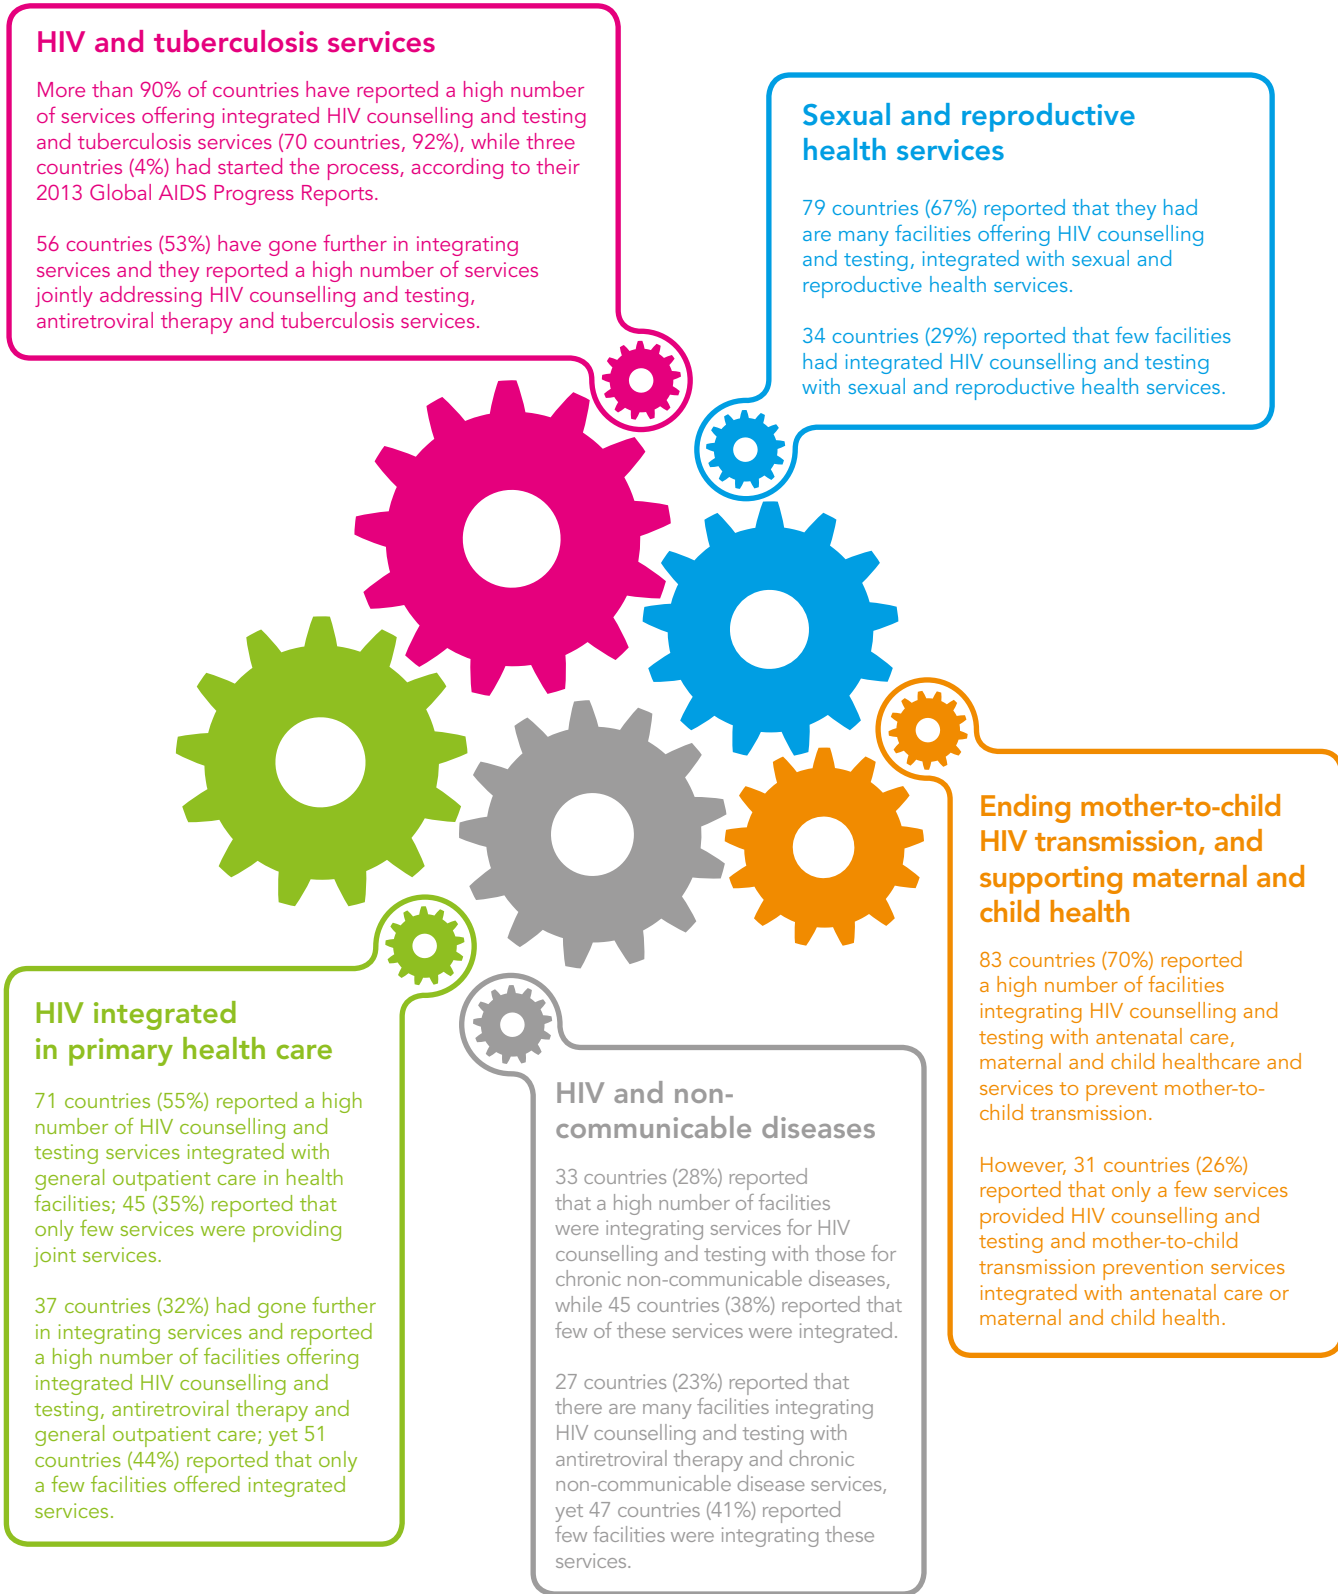 HIV and tuberculosis services
More than 90% of countries have reported a high number
of services offering integrated HIV counselling and testing
and tuberculosis services (70 countries, 92%), while three
countries (4%) had started the process, according to their
2013 Global AIDS Progress Reports.
56 countries (53%) have gone further in integrating
services and they reported a high number of services
jointly addressing HIV counselling and testing,
antiretroviral therapy and tuberculosis services.
Sexual and reproductive
health services
79 countries (67%) reported that they had
are many facilities offering HIV counselling
and testing, integrated with sexual and
reproductive health services.
34 countries (29%) reported that few facilities
had integrated HIV counselling and testing
with sexual and reproductive health services.
Ending mother-to-child
HIV transmission, and
supporting maternal and
child health
83 countries (70%) reported
a high number of facilities
integrating HIV counselling and
testing with antenatal care,
maternal and child healthcare and
services to prevent mother-to-
child transmission.
However, 31 countries (26%)
reported that only a few services
provided HIV counselling and
testing and mother-to-child
transmission prevention services
integrated with antenatal care or
maternal and child health.
HIV integrated
in primary health care
71 countries (55%) reported a high
number of HIV counselling and
testing services integrated with
general outpatient care in health
facilities; 45 (35%) reported that
only few services were providing
joint services.
37 countries (32%) had gone further
in integrating services and reported
a high number of facilities offering
integrated HIV counselling and
testing, antiretroviral therapy and
general outpatient care; yet 51
countries (44%) reported that only
a few facilities offered integrated
services.
HIV and non-
communicable diseases
33 countries (28%) reported
that a high number of facilities
were integrating services for HIV
counselling and testing with those for
chronic non-communicable diseases,
while 45 countries (38%) reported that
few of these services were integrated.
27 countries (23%) reported that
there are many facilities integrating
HIV counselling and testing with
antiretroviral therapy and chronic
non-communicable disease services,
yet 47 countries (41%) reported
few facilities were integrating these
services.